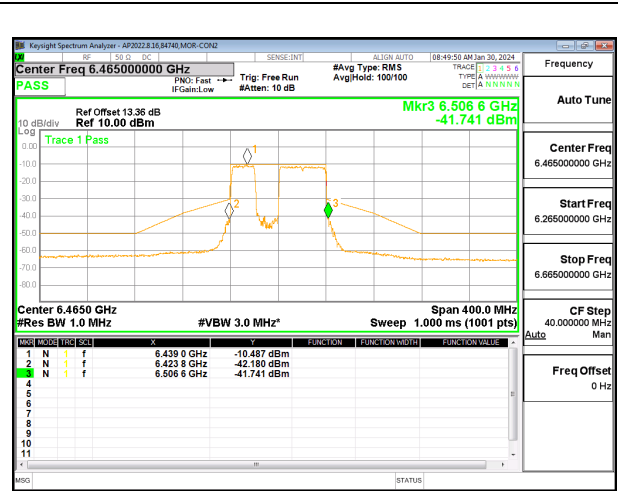 Keysight Spectrum Analyzer - AP2022.8.16,84740,MOR-CON2
RF 50 Ω DC SENSE:INT ALIGN AUTO 08:49:50 AM Jan 30, 2024
Center Freq 6.465000000 GHz
PASS
PNO: Fast
IFGain:Low
Trig: Free Run
#Atten: 10 dB
#Avg Type: RMS
Avg|Hold: 100/100
TRACE 1 2 3 4 5 6
TYPE A WWWWW
DET A N N N N N
Ref Offset 13.36 dB
10 dB/div Ref 10.00 dBm
Mkr3 6.506 6 GHz
-41.741 dBm
Log
Trace 1 Pass
0.00
-10.0
-20.0
-30.0
-40.0
-50.0
-60.0
-70.0
-80.0
1
2
3
Center 6.4650 GHz Span 400.0 MHz
#Res BW 1.0 MHz #VBW 3.0 MHz* Sweep 1.000 ms (1001 pts)
MKR MODE TRC SCL X Y FUNCTION FUNCTION WIDTH FUNCTION VALUE
1 N 1 f 6.439 0 GHz -10.487 dBm
2 N 1 f 6.423 8 GHz -42.180 dBm
3 N 1 f 6.506 6 GHz -41.741 dBm
4
5
6
7
8
9
10
11
MSG STATUS
Frequency
Auto Tune
Center Freq
6.465000000 GHz
Start Freq
6.265000000 GHz
Stop Freq
6.665000000 GHz
CF Step
40.000000 MHz
Auto Man
Freq Offset
0 Hz